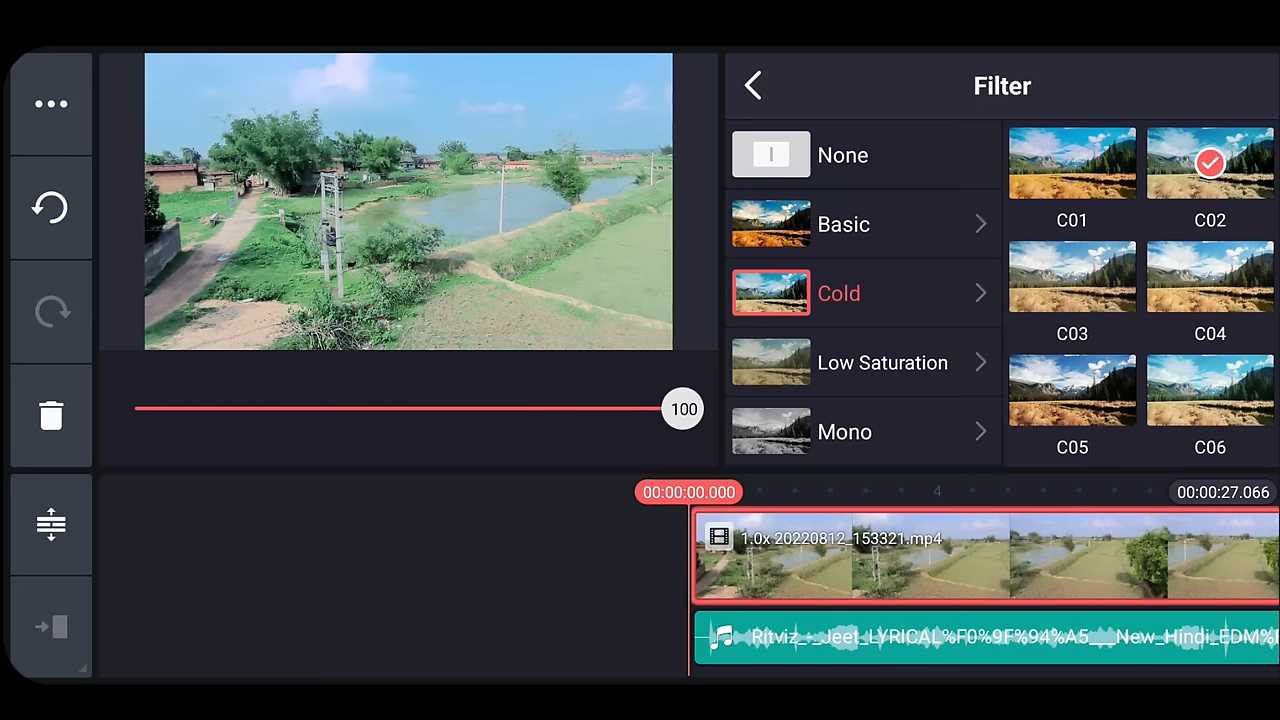 Filter
None
Basic
Cold
Low Saturation
Mono
C01
C02
C03
C04
C05
C06
100
00:00:00.000
4
00:00:27.066
1.0x 20220812_153321.mp4
Ritviz_-_Jeet_LYRICAL%F0%9F%94%A5___New_Hindi_EDM%F